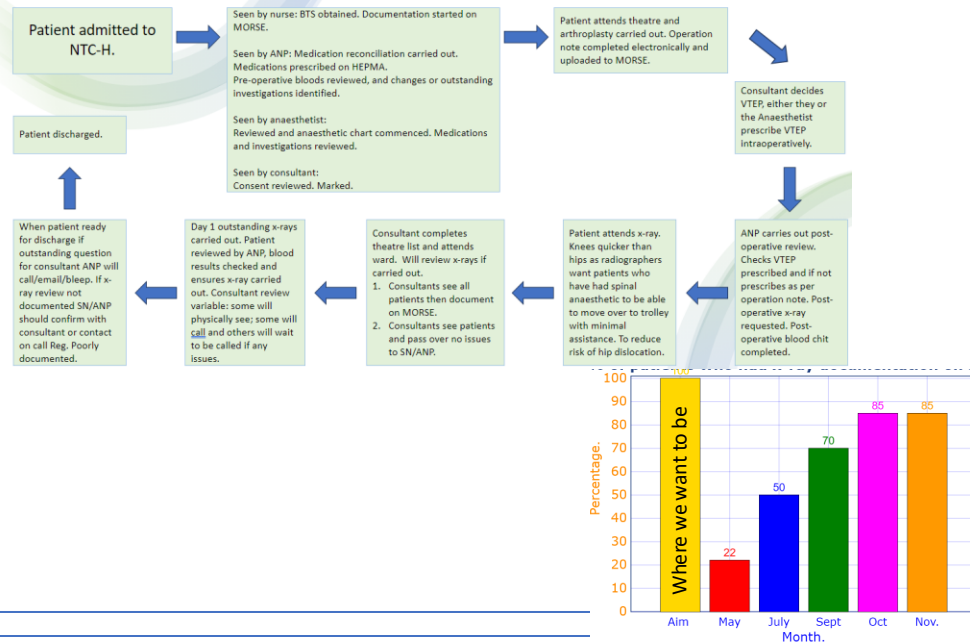 Patient admitted to
NTC-H.
Seen by nurse: BTS obtained. Documentation started on
MORSE.
Seen by ANP: Medication reconciliation carried out.
Medications prescribed on HEPMA.
Pre-operative bloods reviewed, and changes or outstanding
investigations identified.
Seen by anaesthetist:
Reviewed and anaesthetic chart commenced. Medications
and investigations reviewed.
Seen by consultant:
Consent reviewed. Marked.
Patient attends theatre and
arthroplasty carried out. Operation
note completed electronically and
uploaded to MORSE.
Consultant decides
VTEP, either they or
the Anaesthetist
prescribe VTEP
intraoperatively.
ANP carries out post-
operative review.
Checks VTEP
prescribed and if not
prescribes as per
operation note. Post-
operative x-ray
requested. Post-
operative blood chit
completed.
Patient attends x-ray.
Knees quicker than
hips as radiographers
want patients who
have had spinal
anaesthetic to be able
to move over to trolley
with minimal
assistance. To reduce
risk of hip dislocation.
Consultant completes
theatre list and attends
ward. Will review x-rays if
carried out.
1. Consultants see all
patients then document
on MORSE.
2. Consultants see patients
and pass over no issues
to SN/ANP.
Day 1 outstanding x-rays
carried out. Patient
reviewed by ANP, blood
results checked and
ensures x-ray carried
out. Consultant review
variable: some will
physically see; some will
call and others will wait
to be called if any
issues.
When patient ready
for discharge if
outstanding question
for consultant ANP will
call/email/bleep. If x-
ray review not
documented SN/ANP
should confirm with
consultant or contact
on call Reg. Poorly
documented.
Patient discharged.
100
90
80
70
60
50
40
30
20
10
0
Percentage.
Where we want to be
22
50
70
85
85
Aim May July Sept Oct Nov.
Month.